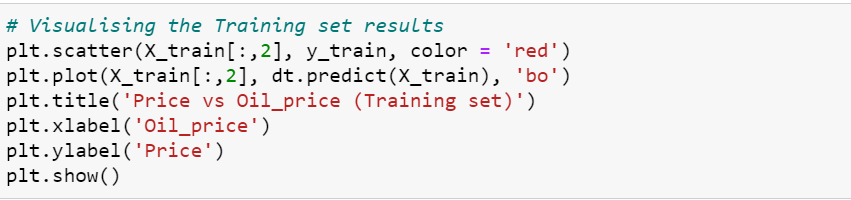 # Visualising the Training set results
plt.scatter(X_train[:,2], y_train, color = 'red')
plt.plot(X_train[:,2], dt.predict(X_train), 'bo')
plt.title('Price vs Oil_price (Training set)')
plt.xlabel('Oil_price')
plt.ylabel('Price')
plt.show()